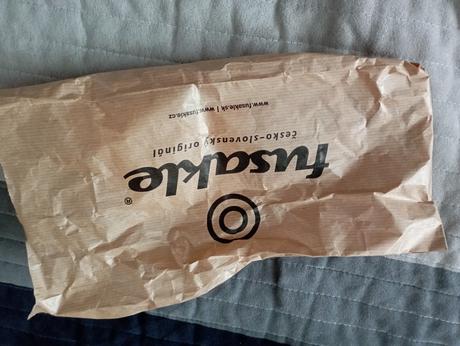 fusakle®
česko-slovenský originál
www.fusakle.sk | www.fusakle.cz